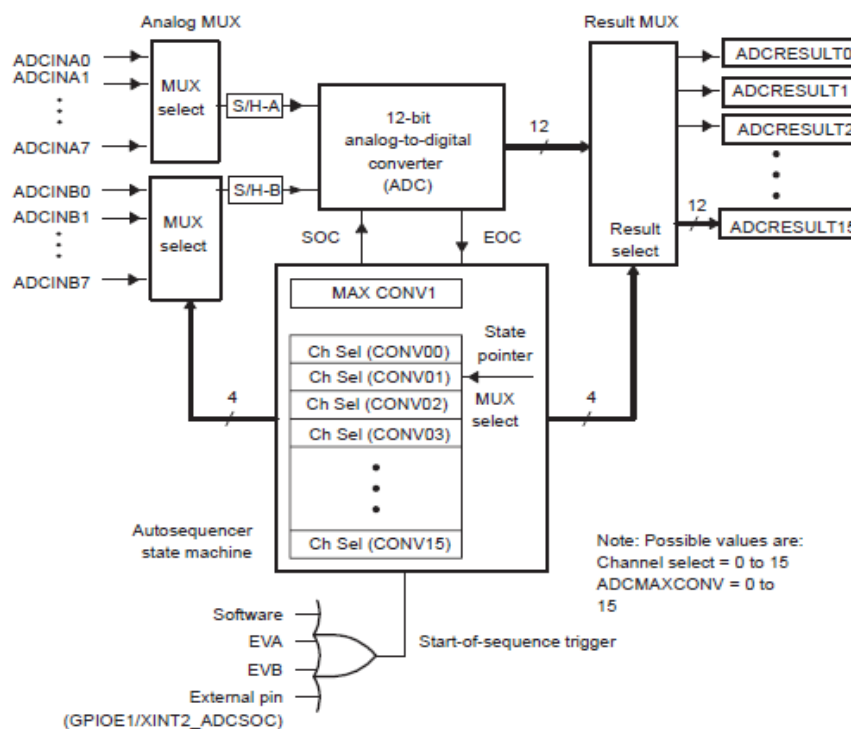 Analog MUX
Result MUX
ADCINA0
ADCINA1
ADCINA7
ADCINB0
ADCINB1
ADCINB7
MUX
select
MUX
select
S/H-A
S/H-B
12-bit
analog-to-digital
converter
(ADC)
SOC
EOC
12
Result
select
12
ADCRESULT0
ADCRESULT1
ADCRESULT2
ADCRESULT15
MAX CONV1
Ch Sel (CONV00)
Ch Sel (CONV01)
Ch Sel (CONV02)
Ch Sel (CONV03)
Ch Sel (CONV15)
State
pointer
MUX
select
4
4
Autosequencer
state machine
Note: Possible values are:
Channel select = 0 to 15
ADCMAXCONV = 0 to
15
Software
EVA
EVB
External pin
(GPIOE1/XINT2_ADCSOC)
Start-of-sequence trigger